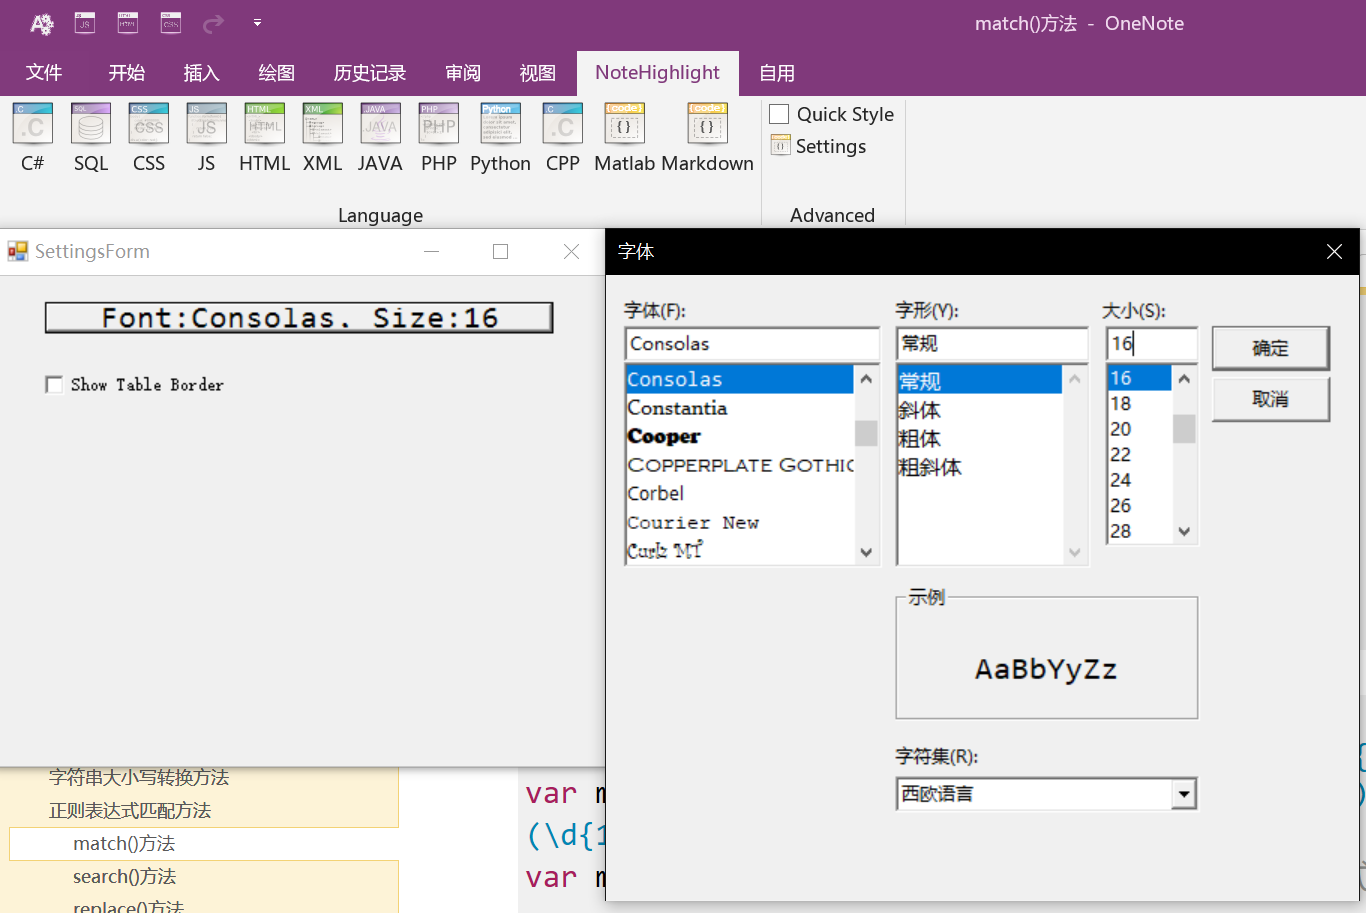 match()方法 - OneNote
文件 开始 插入 绘图 历史记录 审阅 视图 NoteHighlight 自用
C# SQL CSS JS HTML XML JAVA PHP Python CPP Matlab Markdown
Quick Style
Settings
Language
Advanced
SettingsForm
Font:Consolas. Size:16
Show Table Border
字体
字体(F):
Consolas
Consolas
Constantia
Cooper
COPPERPLATE GOTHIC
Corbel
Courier New
Curlz MT
字形(Y):
常规
常规
斜体
粗体
粗斜体
大小(S):
16
16
18
20
22
24
26
28
确定
取消
示例
AaBbYyZz
字符集(R):
西欧语言
字符串大小写转换方法
正则表达式匹配方法
match()方法
search()方法
replace()方法
var
(\d{1
var